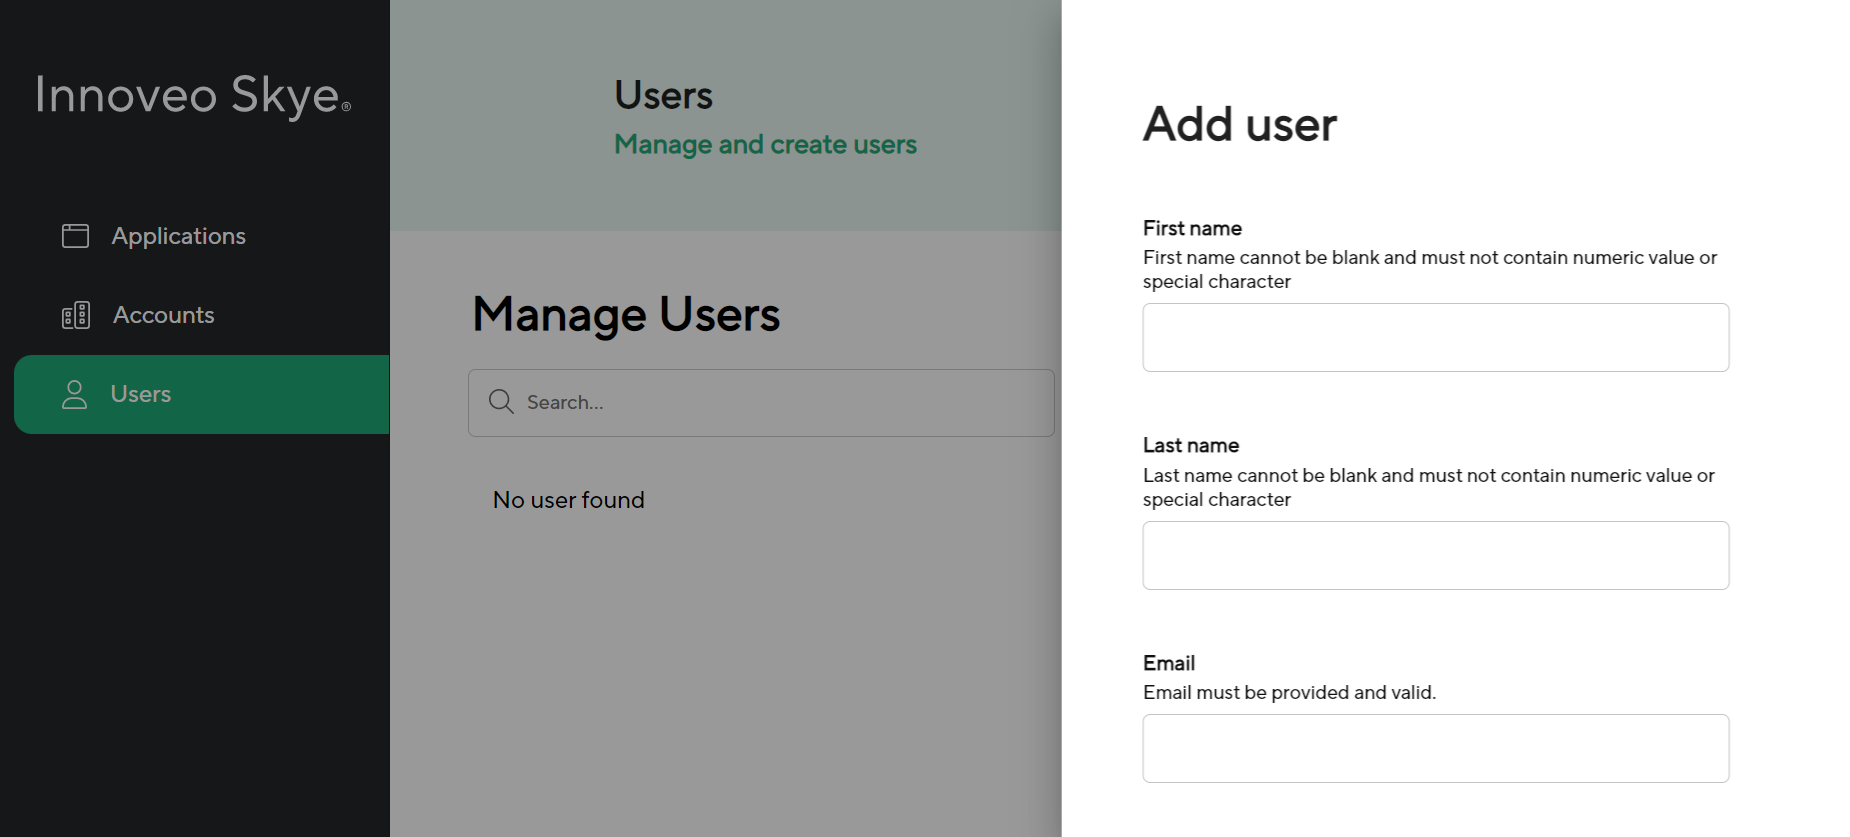 Innoveo Skye®
Applications
Accounts
Users
Users
Manage and create users
Manage Users
Search...
No user found
Add user
First name
First name cannot be blank and must not contain numeric value or
special character
Last name
Last name cannot be blank and must not contain numeric value or
special character
Email
Email must be provided and valid.